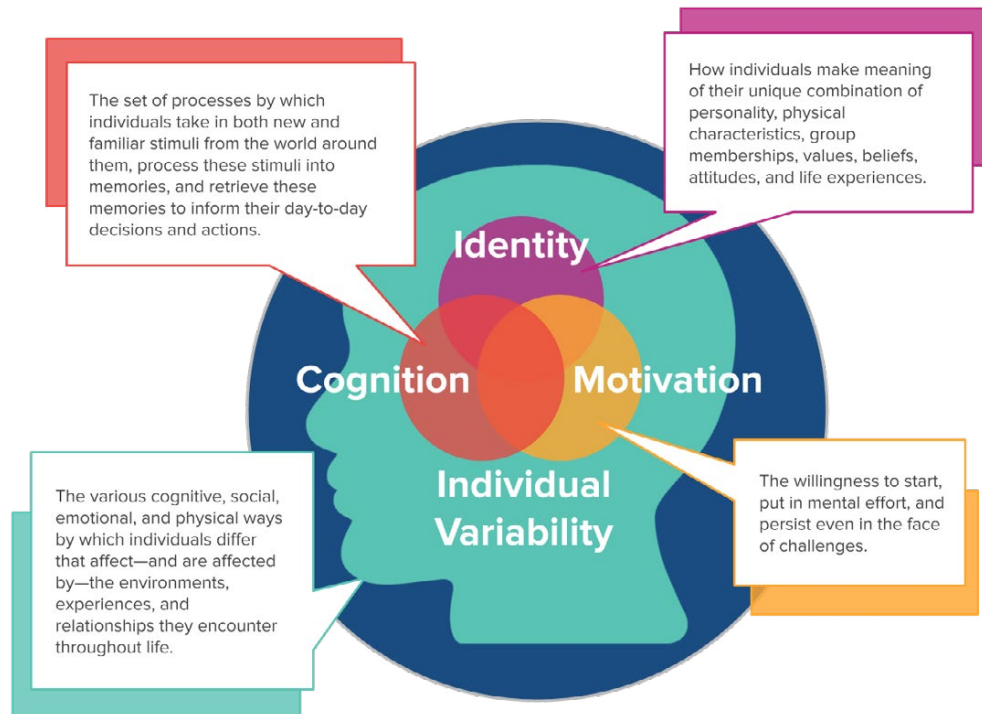 The set of processes by which
individuals take in both new and
familiar stimuli from the world around
them, process these stimuli into
memories, and retrieve these
memories to inform their day-to-day
decisions and actions.
How individuals make meaning
of their unique combination of
personality, physical
characteristics, group
memberships, values, beliefs,
attitudes, and life experiences.
Identity
Cognition
Motivation
Individual
Variability
The various cognitive, social,
emotional, and physical ways
by which individuals differ
that affect—and are affected
by—the environments,
experiences, and
relationships they encounter
throughout life.
The willingness to start,
put in mental effort, and
persist even in the face
of challenges.